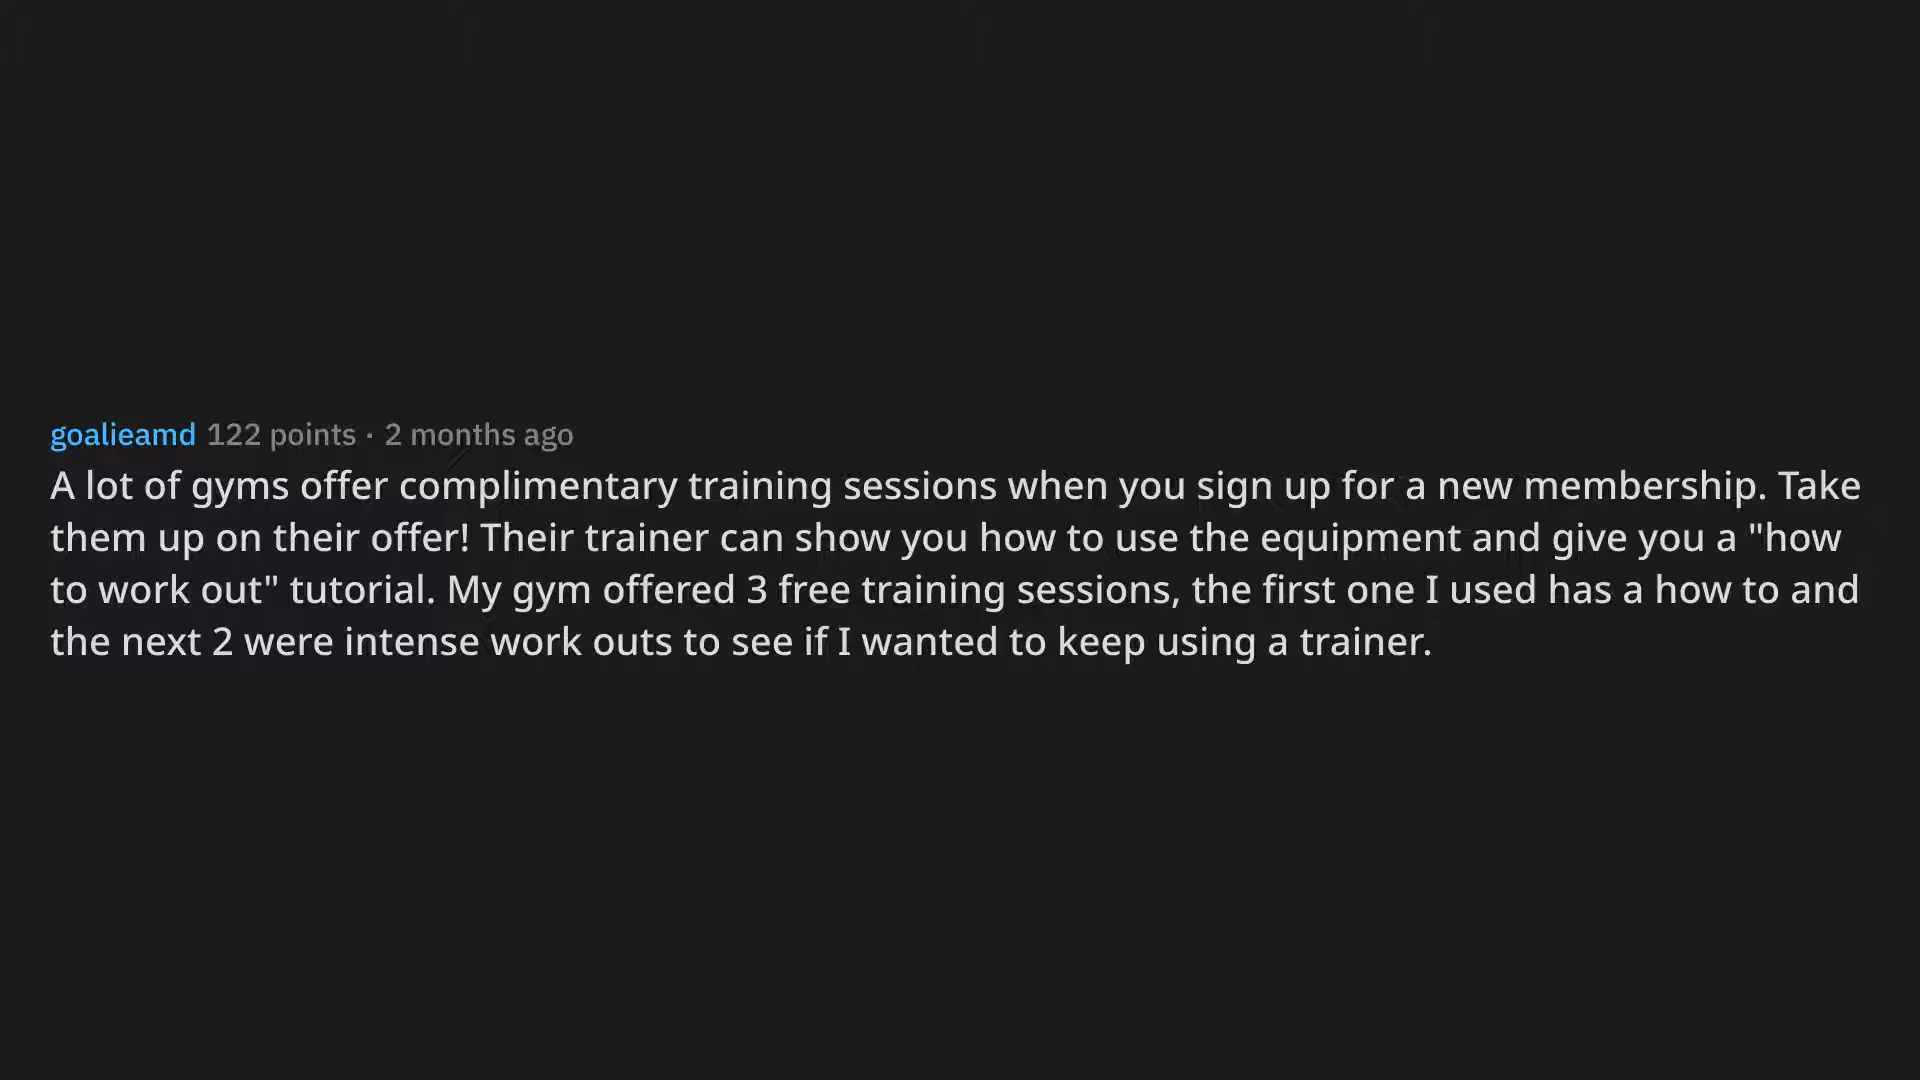 goalieamd 122 points · 2 months ago
A lot of gyms offer complimentary training sessions when you sign up for a new membership. Take
them up on their offer! Their trainer can show you how to use the equipment and give you a "how
to work out" tutorial. My gym offered 3 free training sessions, the first one I used has a how to and
the next 2 were intense work outs to see if I wanted to keep using a trainer.